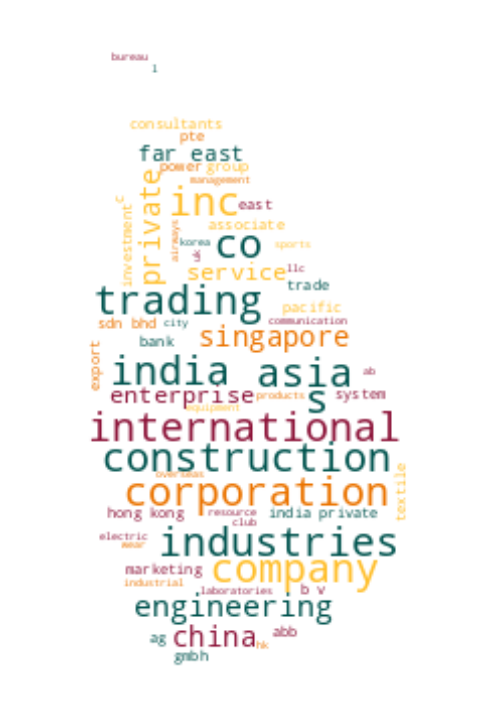 bureau
l
consultants
pte
far east
power group
management
private
inc
east
investment
c
associate
airways
korea
co
sports
uk
service
llc
trade
trading
pacific
sdn bhd
city
communication
singapore
bank
export
india asia
ab
enterprise
products
s
system
equipment
international
construction
overseas
corporation
textile
hong kong
resource
india private
club
electric
wear
industries
marketing
company
industrial
laboratories
b v
engineering
ag
china
abb
hk
gmbh